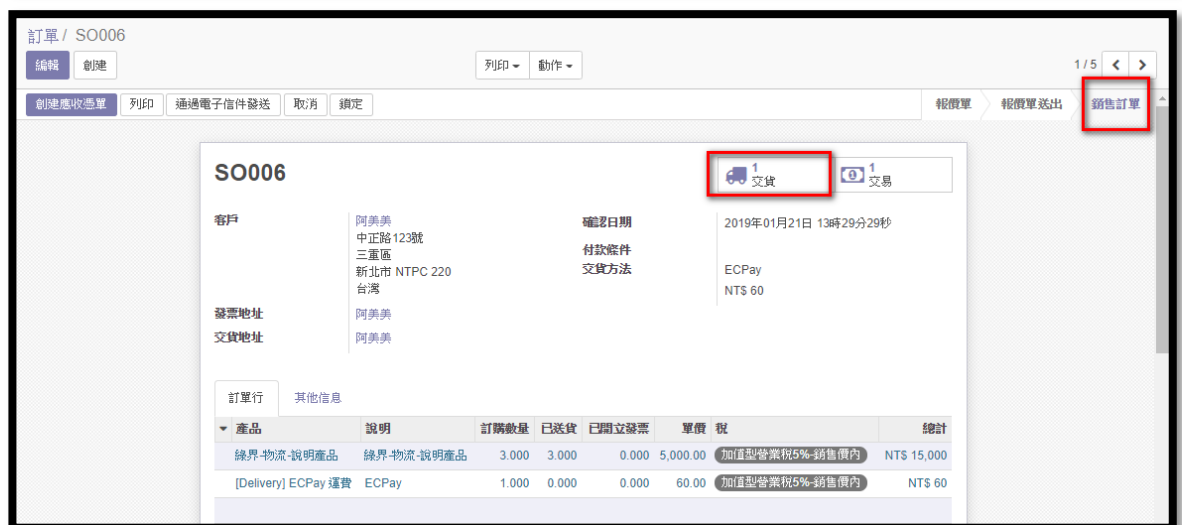 訂單 / SO006
編輯 創建 列印 動作 1 / 5
創建應收憑單 列印 通過電子信件發送 取消 鎖定 報價單 報價單送出 銷售訂單
SO006 1 交貨 1 交易
客戶 阿美美 確認日期 2019年01月21日 13時29分29秒
中正路123號
三重區 付款條件
新北市 NTPC 220 交貨方法 ECPay
台灣 NT$ 60
發票地址 阿美美
交貨地址 阿美美
訂單行 其他信息
產品 說明 訂購數量 已送貨 已開立發票 單價 稅 總計
綠界-物流-說明產品 綠界-物流-說明產品 3.000 3.000 0.000 5,000.00 加值型營業稅5%-銷售價內 NT$ 15,000
[Delivery] ECPay 運費 ECPay 1.000 0.000 0.000 60.00 加值型營業稅5%-銷售價內 NT$ 60